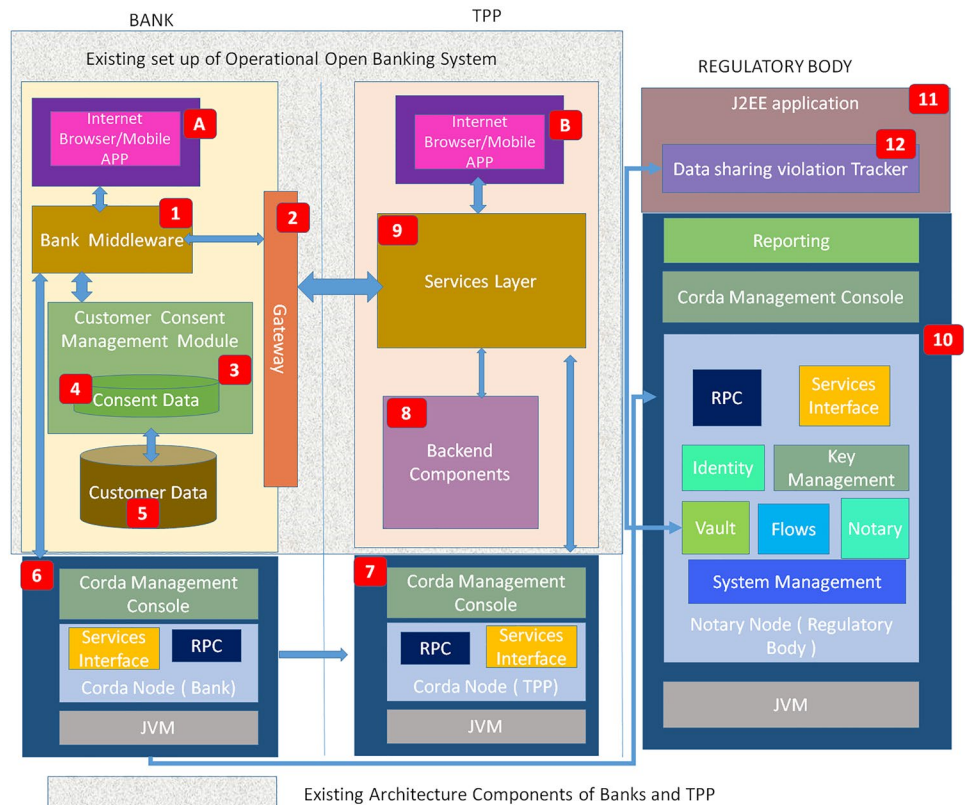 BANK
TPP
Existing set up of Operational Open Banking System
REGULATORY BODY
A
Internet
Browser/Mobile
APP
B
Internet
Browser/Mobile
APP
J2EE application
11
12
Data sharing violation Tracker
1
Bank Middleware
2
Gateway
9
Services Layer
Reporting
Corda Management Console
Customer Consent
Management Module
3
4
Consent Data
Customer Data
5
8
Backend
Components
10
RPC
Services
Interface
Identity
Key
Management
Vault
Flows
Notary
System Management
Notary Node ( Regulatory
Body )
JVM
6
Corda Management
Console
Services
Interface
RPC
Corda Node ( Bank)
JVM
7
Corda Management
Console
RPC
Services
Interface
Corda Node ( TPP)
JVM
Existing Architecture Components of Banks and TPP